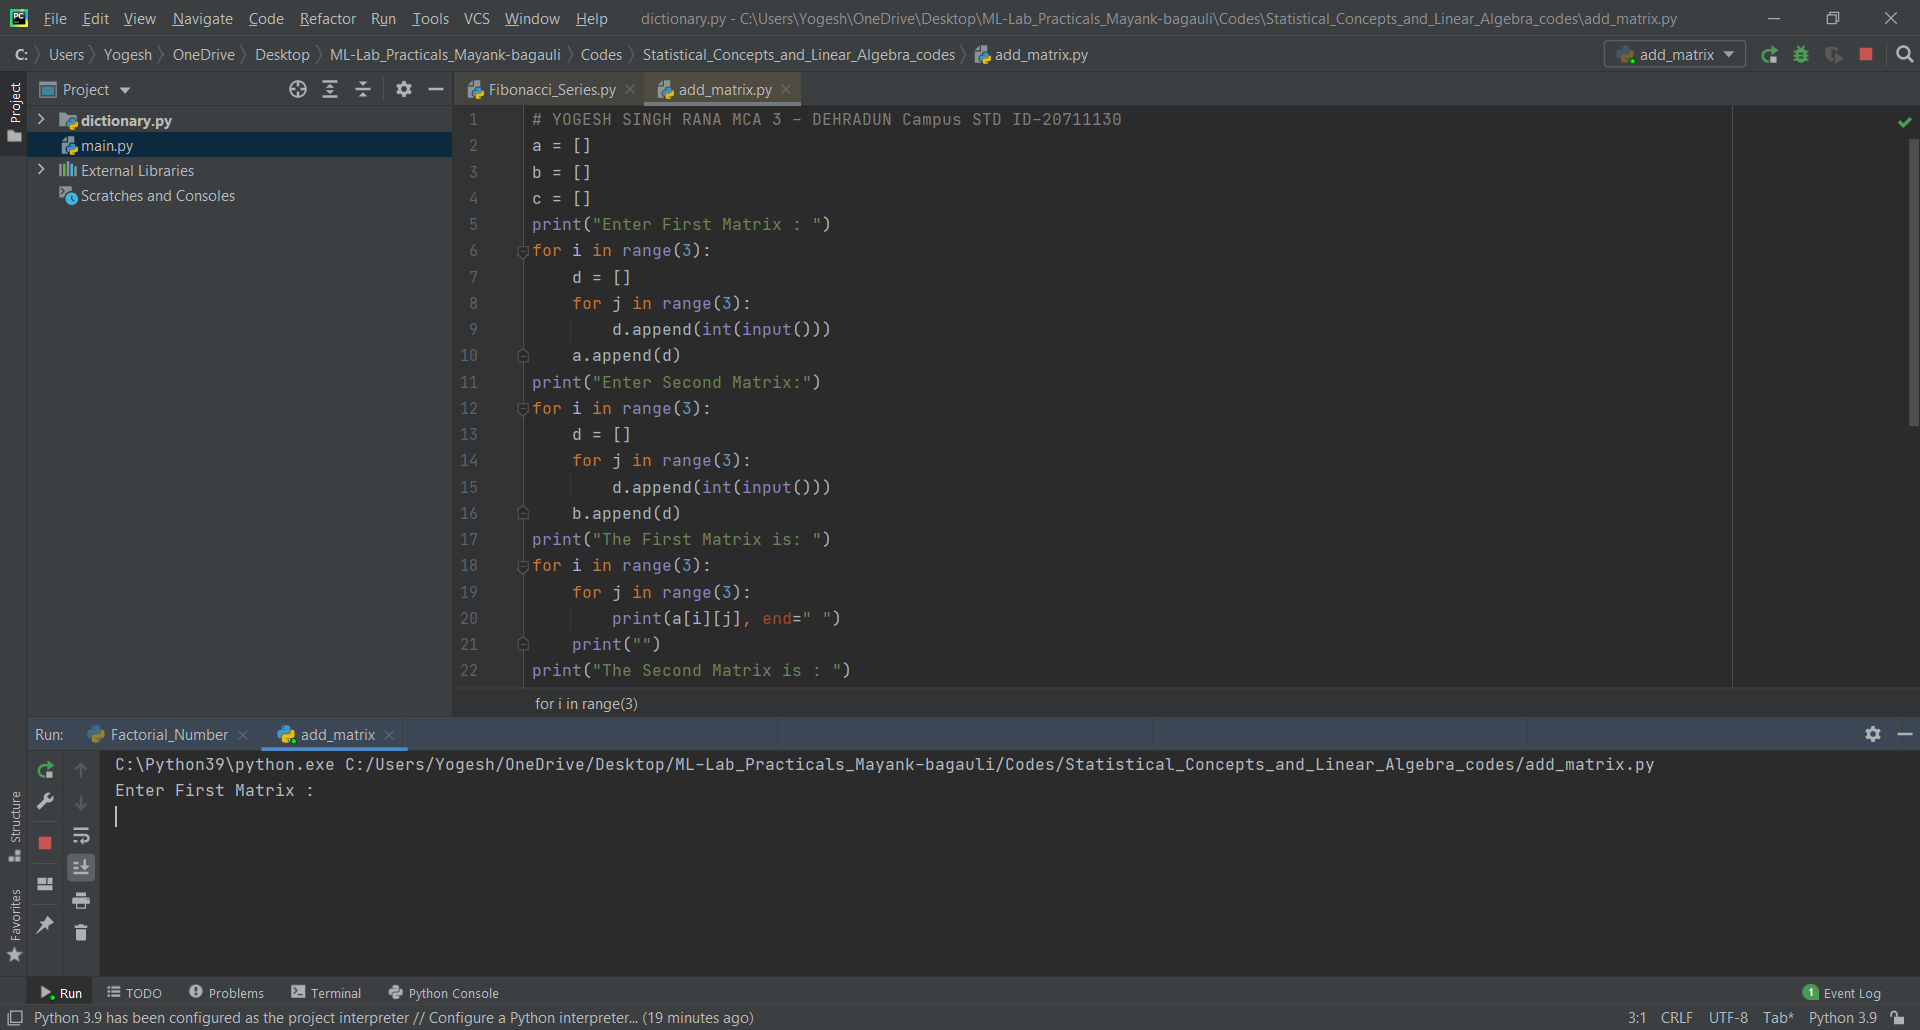 PC File Edit View Navigate Code Refactor Run Tools VCS Window Help dictionary.py - C:\Users\Yogesh\OneDrive\Desktop\ML-Lab_Practicals_Mayank-bagauli\Codes\Statistical_Concepts_and_Linear_Algebra_codes\add_matrix.py
C: Users Yogesh OneDrive Desktop ML-Lab_Practicals_Mayank-bagauli Codes Statistical_Concepts_and_Linear_Algebra_codes add_matrix.py add_matrix
Project
Project
dictionary.py
main.py
External Libraries
Scratches and Consoles
Fibonacci_Series.py add_matrix.py
1 # YOGESH SINGH RANA MCA 3 - DEHRADUN Campus STD ID-20711130
2 a = []
3 b = []
4 c = []
5 print("Enter First Matrix : ")
6 for i in range(3):
7 d = []
8 for j in range(3):
9 d.append(int(input()))
10 a.append(d)
11 print("Enter Second Matrix:")
12 for i in range(3):
13 d = []
14 for j in range(3):
15 d.append(int(input()))
16 b.append(d)
17 print("The First Matrix is: ")
18 for i in range(3):
19 for j in range(3):
20 print(a[i][j], end=" ")
21 print("")
22 print("The Second Matrix is : ")
for i in range(3)
Run: Factorial_Number add_matrix
C:\Python39\python.exe C:/Users/Yogesh/OneDrive/Desktop/ML-Lab_Practicals_Mayank-bagauli/Codes/Statistical_Concepts_and_Linear_Algebra_codes/add_matrix.py
Enter First Matrix :
Structure
Favorites
Run TODO Problems Terminal Python Console 1 Event Log
Python 3.9 has been configured as the project interpreter // Configure a Python interpreter... (19 minutes ago) 3:1 CRLF UTF-8 Tab* Python 3.9